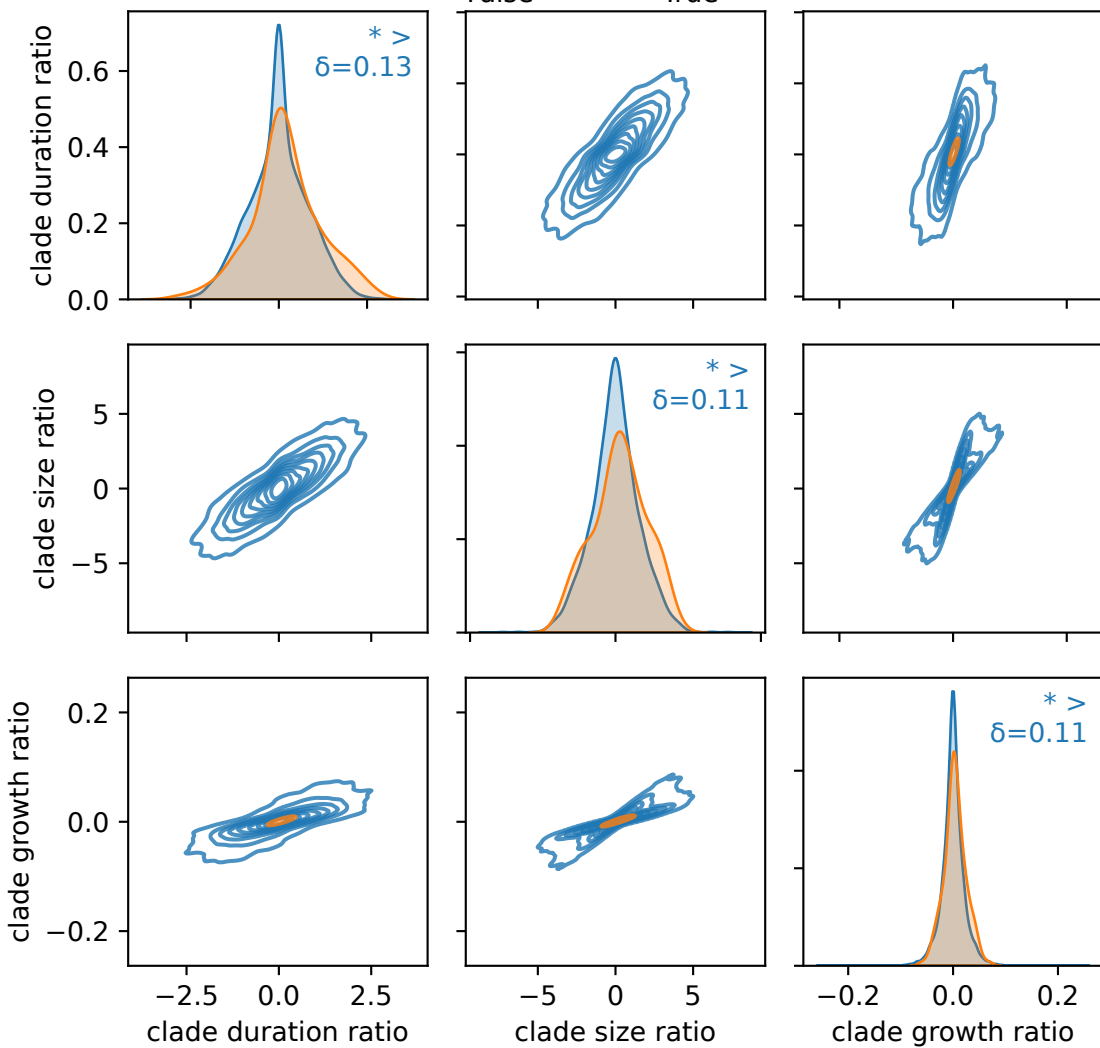 False True
clade duration ratio
0.6
0.4
0.2
0.0
* >
δ=0.13
clade size ratio
5
0
−5
* >
δ=0.11
clade growth ratio
0.2
0.0
−0.2
* >
δ=0.11
−2.5 0.0 2.5
−5 0 5
−0.2 0.0 0.2
clade duration ratio
clade size ratio
clade growth ratio